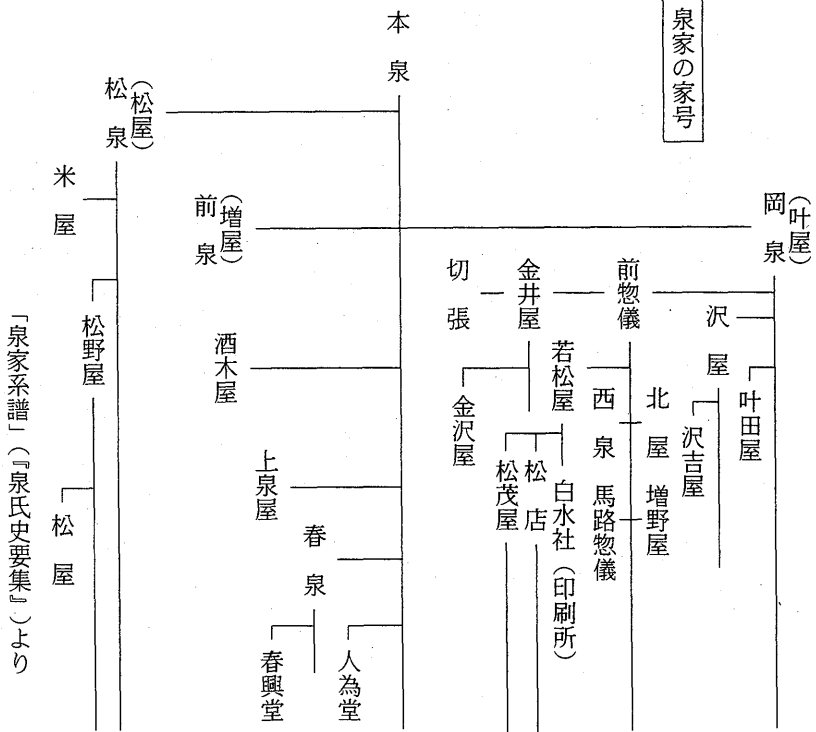 泉家の家号
本泉
(叶屋)
岡泉
(増屋)
前泉
(松屋)
松泉
叶田屋
沢屋
沢吉屋
前惣儀
北屋
増野屋
西泉
馬路惣儀
金井屋
若松屋
白水社(印刷所)
松店
松茂屋
金沢屋
切張
酒木屋
上泉屋
春泉
人為堂
春興堂
米屋
松野屋
松屋
「泉家系譜」(『泉氏史要集』)より